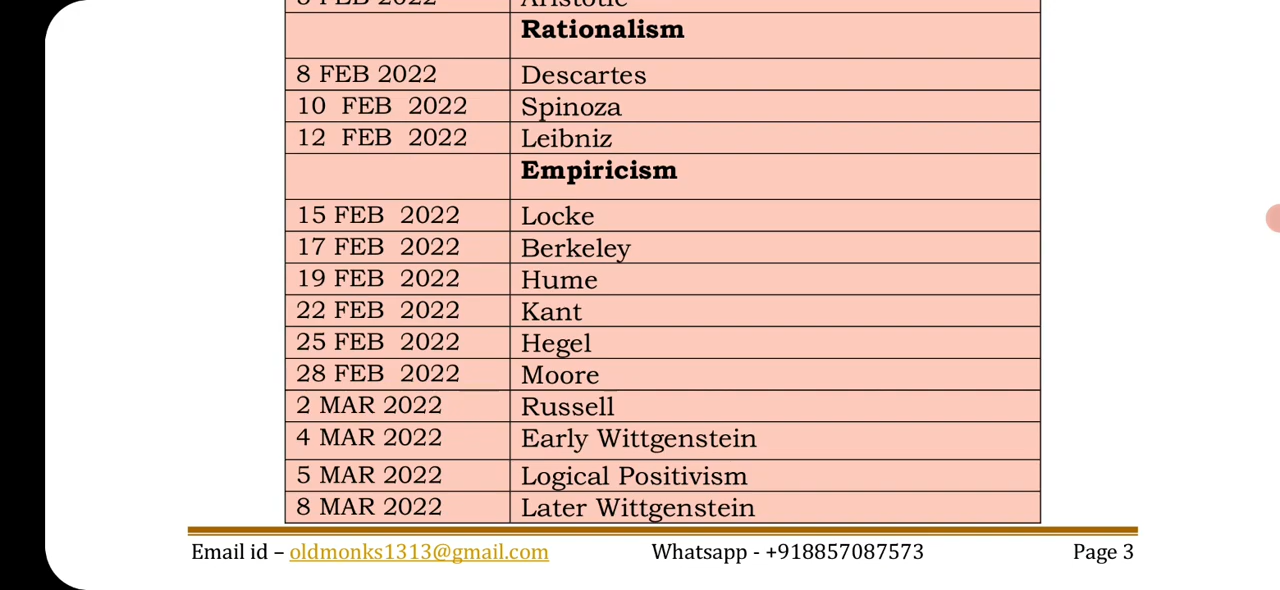 Rationalism
8 FEB 2022 Descartes
10 FEB 2022 Spinoza
12 FEB 2022 Leibniz
Empiricism
15 FEB 2022 Locke
17 FEB 2022 Berkeley
19 FEB 2022 Hume
22 FEB 2022 Kant
25 FEB 2022 Hegel
28 FEB 2022 Moore
2 MAR 2022 Russell
4 MAR 2022 Early Wittgenstein
5 MAR 2022 Logical Positivism
8 MAR 2022 Later Wittgenstein
Email id – oldmonks1313@gmail.com Whatsapp - +918857087573 Page 3